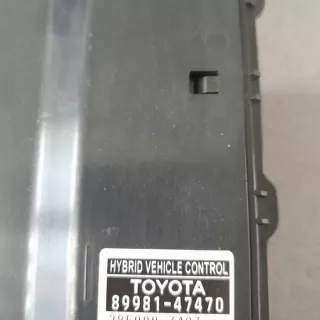 HYBRID VEHICLE CONTROL
TOYOTA
89981-47470